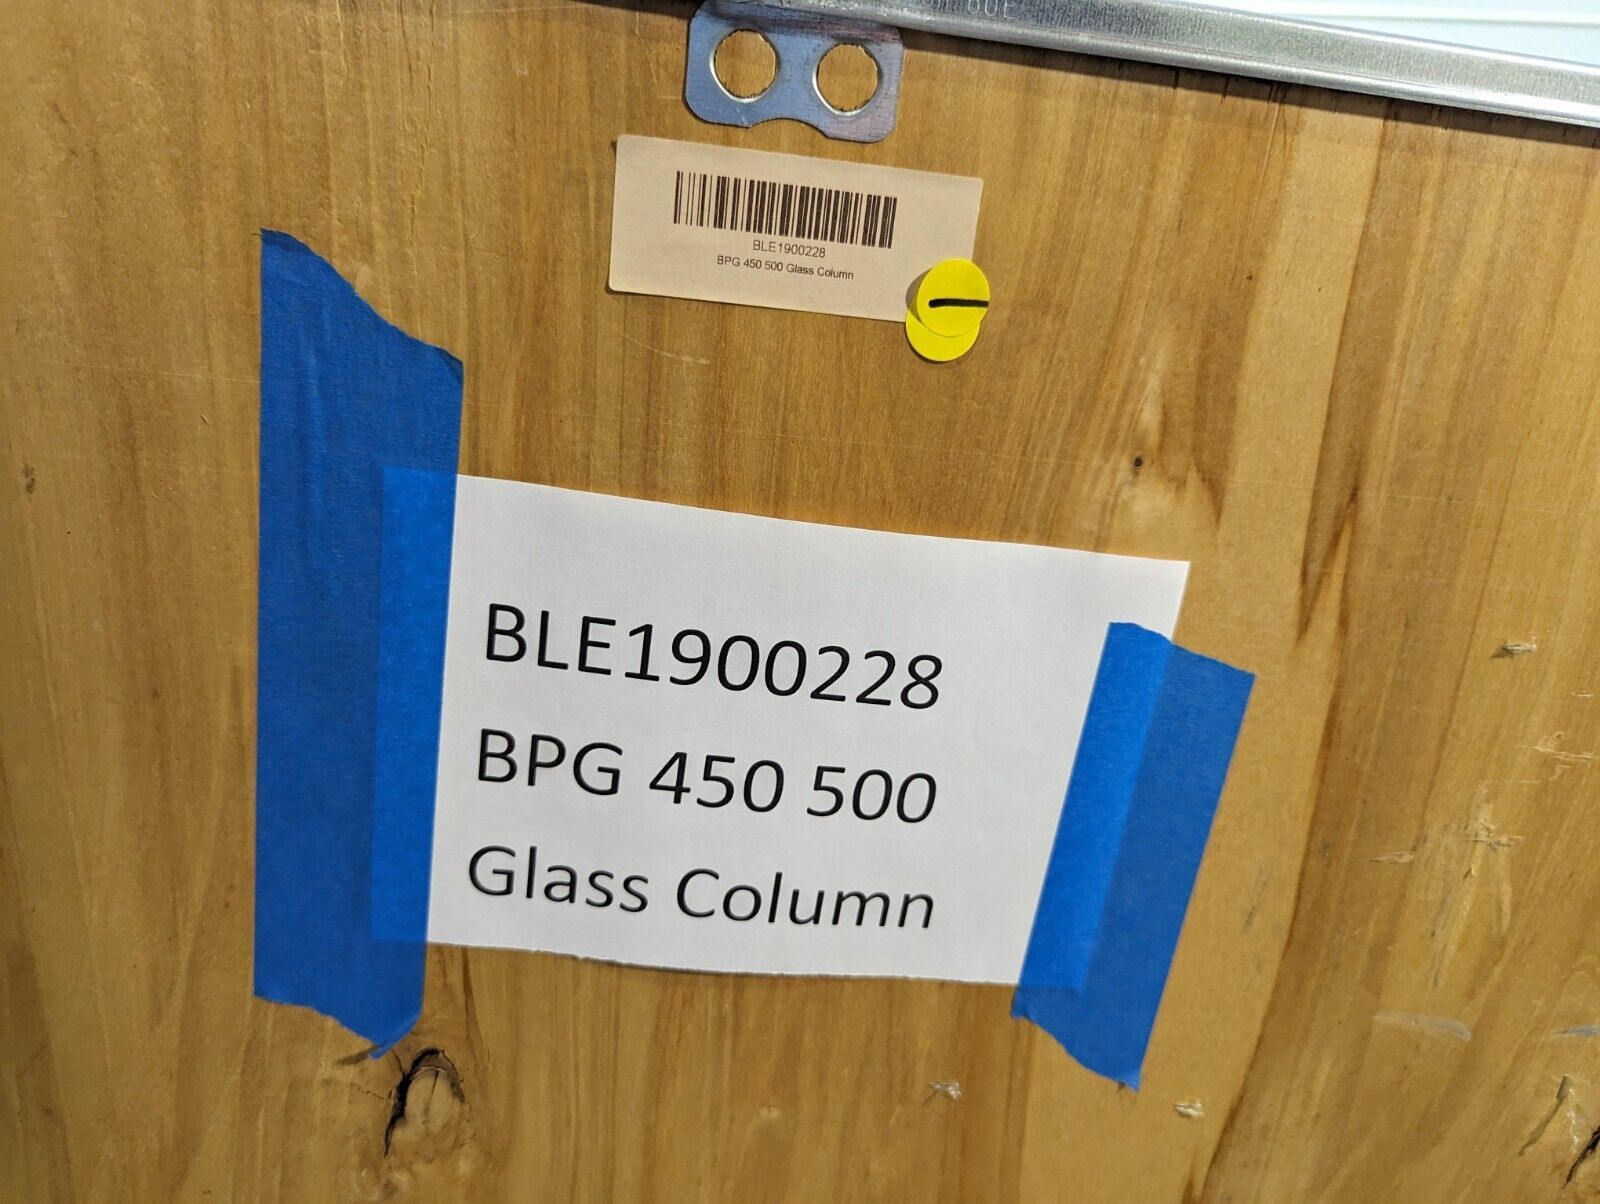 BLE1900228
BPG 450 500 Glass Column
BLE1900228
BPG 450 500
Glass Column